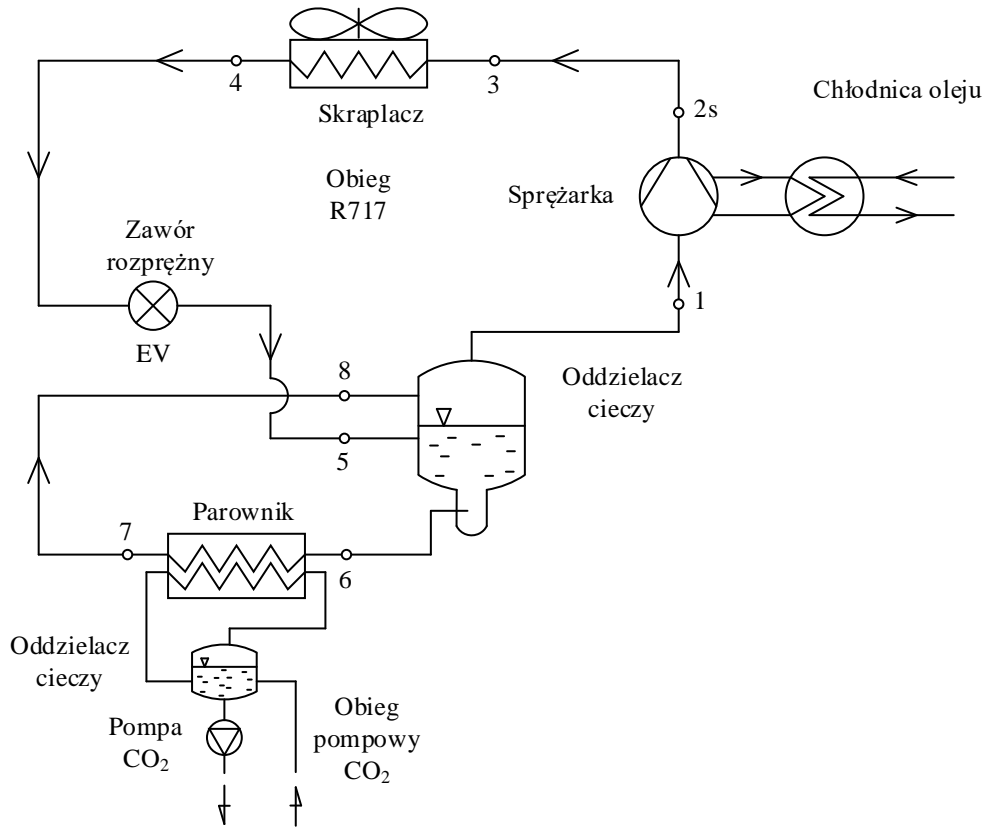 4
3
Skraplacz
2s
Chłodnica oleju
Obieg
R717
Sprężarka
Zawór
rozprężny
EV
1
8
5
Oddzielacz
cieczy
Parownik
7
6
Oddzielacz
cieczy
Pompa
CO₂
Obieg
pompowy
CO₂